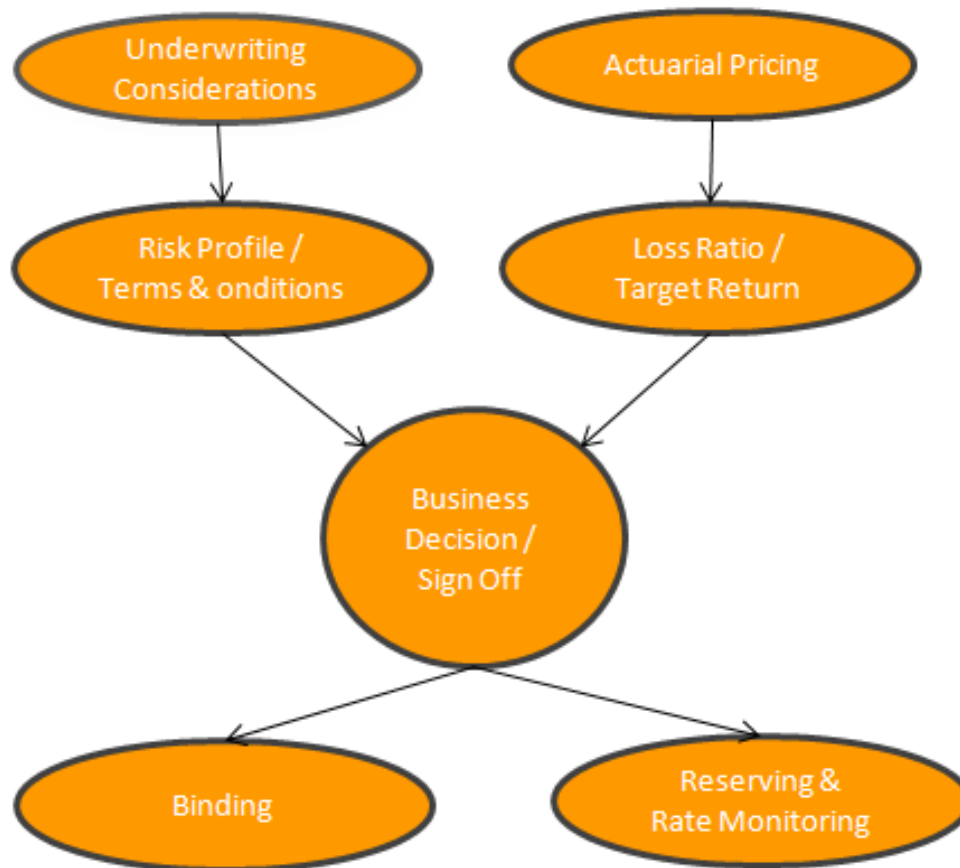 Underwriting
Considerations
Actuarial Pricing
Risk Profile /
Terms & onditions
Loss Ratio /
Target Return
Business
Decision /
Sign Off
Binding
Reserving &
Rate Monitoring